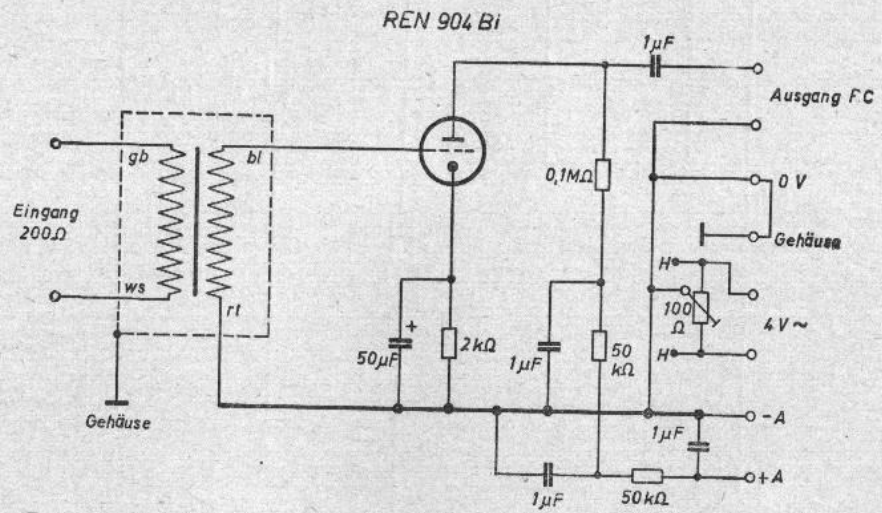 REN 904 Bi
1µF
Ausgang FC
gb
bl
0V
0,1MΩ
Eingang
200Ω
Gehäuse
H
100
Ω
4V~
ws
rt
+
50µF
2kΩ
1µF
50
kΩ
H
Gehäuse
-A
1µF
+A
1µF
50kΩ